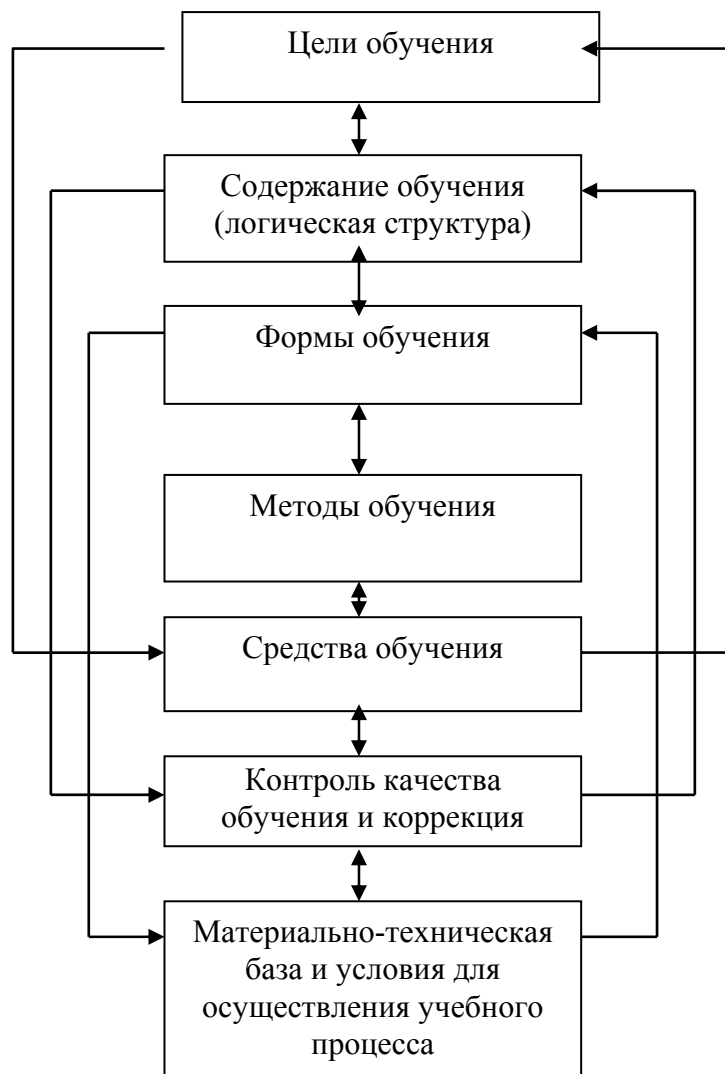 Цели обучения
Содержание обучения
(логическая структура)
Формы обучения
Методы обучения
Средства обучения
Контроль качества
обучения и коррекция
Материально-техническая
база и условия для
осуществления учебного
процесса